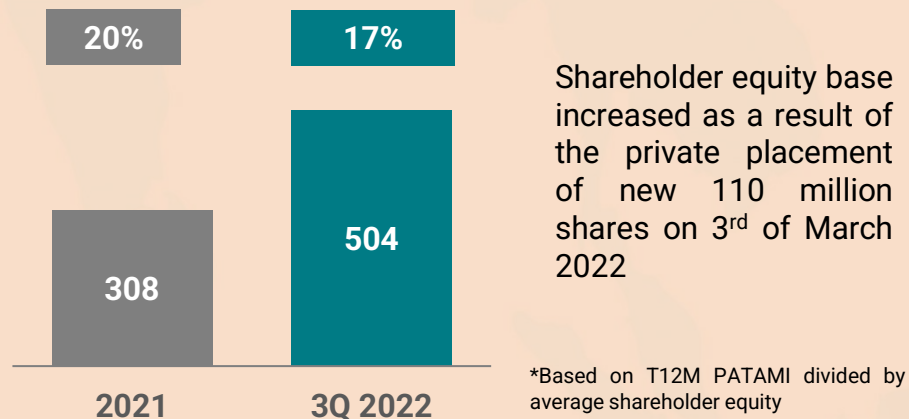 20%
17%
308
504
2021
3Q 2022
Shareholder equity base
increased as a result of
the private placement
of new 110 million
shares on 3rd of March
2022
*Based on T12M PATAMI divided by
average shareholder equity